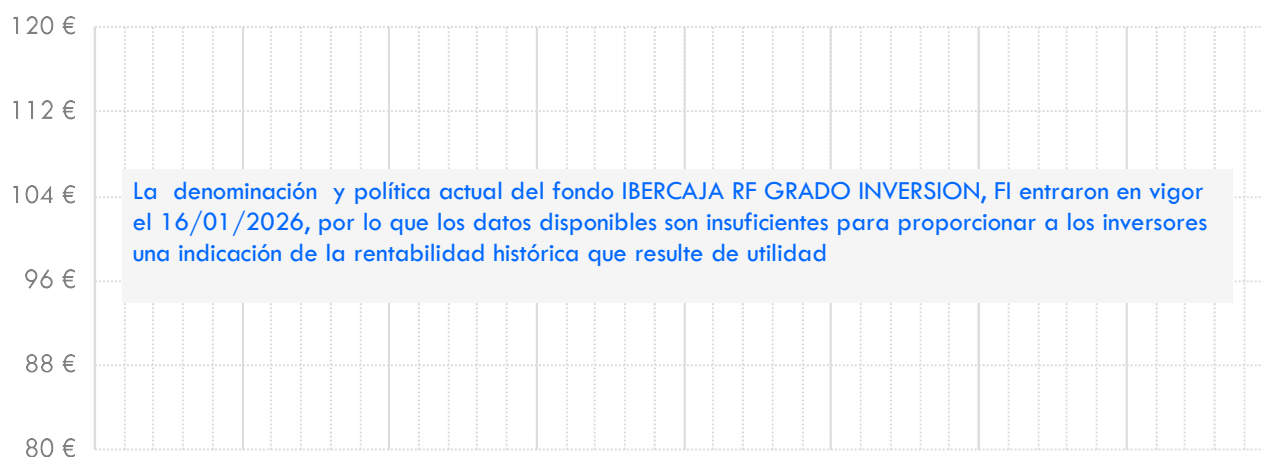 120 €
112 €
104 €
La denominación y política actual del fondo IBERCAJA RF GRADO INVERSION, FI entraron en vigor
el 16/01/2026, por lo que los datos disponibles son insuficientes para proporcionar a los inversores
una indicación de la rentabilidad histórica que resulte de utilidad
96 €
88 €
80 €